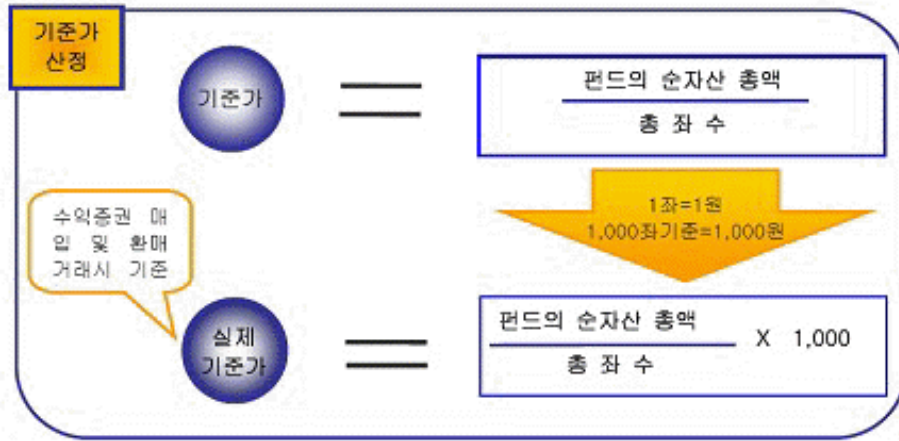 기준가
산정
기준가
펀드의 순자산 총액
총 좌 수
1좌=1원
1,000좌기준=1,000원
수익증권 매
입 및 환매
거래시 기준
실제
기준가
펀드의 순자산 총액
총 좌 수
X 1,000